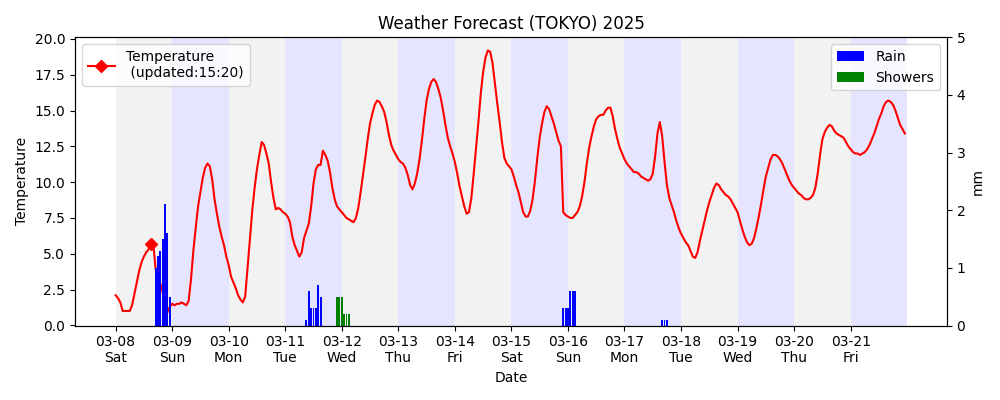 Weather Forecast (TOKYO) 2025
Temperature
(updated:15:20)
Rain
Showers
Temperature
20.0
17.5
15.0
12.5
10.0
7.5
5.0
2.5
0.0
5
4
3
2
1
0
mm
03-08 03-09 03-10 03-11 03-12 03-13 03-14 03-15 03-16 03-17 03-18 03-19 03-20 03-21
Sat Sun Mon Tue Wed Thu Fri Sat Sun Mon Tue Wed Thu Fri
Date